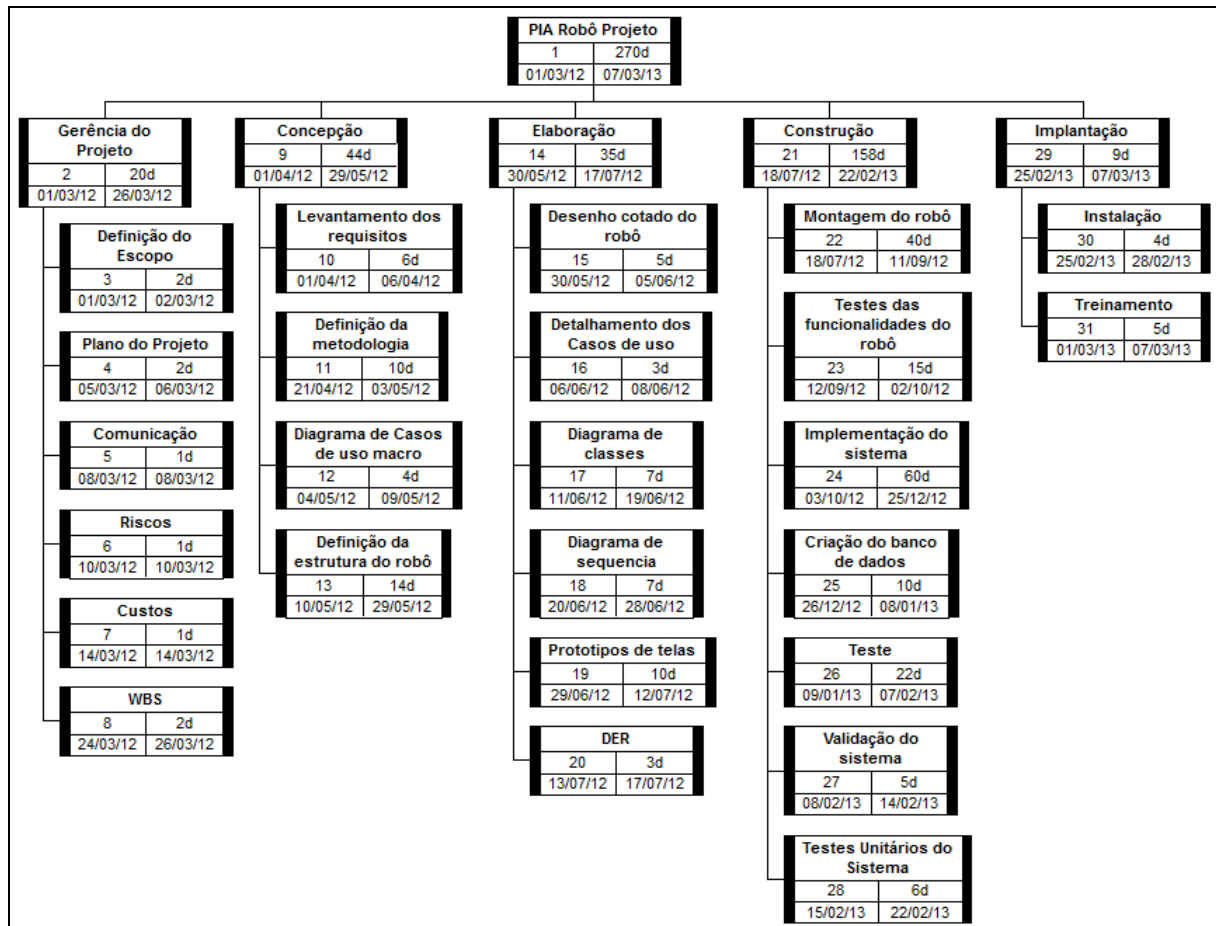 PIA Robô Projeto
1 270d
01/03/12 07/03/13
Gerência do
Projeto
2 20d
01/03/12 26/03/12
Definição do
Escopo
3 2d
01/03/12 02/03/12
Plano do Projeto
4 2d
05/03/12 06/03/12
Comunicação
5 1d
08/03/12 08/03/12
Riscos
6 1d
10/03/12 10/03/12
Custos
7 1d
14/03/12 14/03/12
WBS
8 2d
24/03/12 26/03/12
Concepção
9 44d
01/04/12 29/05/12
Levantamento dos
requisitos
10 6d
01/04/12 06/04/12
Definição da
metodologia
11 10d
21/04/12 03/05/12
Diagrama de Casos
de uso macro
12 4d
04/05/12 09/05/12
Definição da
estrutura do robô
13 14d
10/05/12 29/05/12
Elaboração
14 35d
30/05/12 17/07/12
Desenho cotado do
robô
15 5d
30/05/12 05/06/12
Detalhamento dos
Casos de uso
16 3d
06/06/12 08/06/12
Diagrama de
classes
17 7d
11/06/12 19/06/12
Diagrama de
sequencia
18 7d
20/06/12 28/06/12
Prototipos de telas
19 10d
29/06/12 12/07/12
DER
20 3d
13/07/12 17/07/12
Construção
21 158d
18/07/12 22/02/13
Montagem do robô
22 40d
18/07/12 11/09/12
Testes das
funcionalidades do
robô
23 15d
12/09/12 02/10/12
Implementação do
sistema
24 60d
03/10/12 25/12/12
Criação do banco
de dados
25 10d
26/12/12 08/01/13
Teste
26 22d
09/01/13 07/02/13
Validação do
sistema
27 5d
08/02/13 14/02/13
Testes Unitários do
Sistema
28 6d
15/02/13 22/02/13
Implantação
29 9d
25/02/13 07/03/13
Instalação
30 4d
25/02/13 28/02/13
Treinamento
31 5d
01/03/13 07/03/13